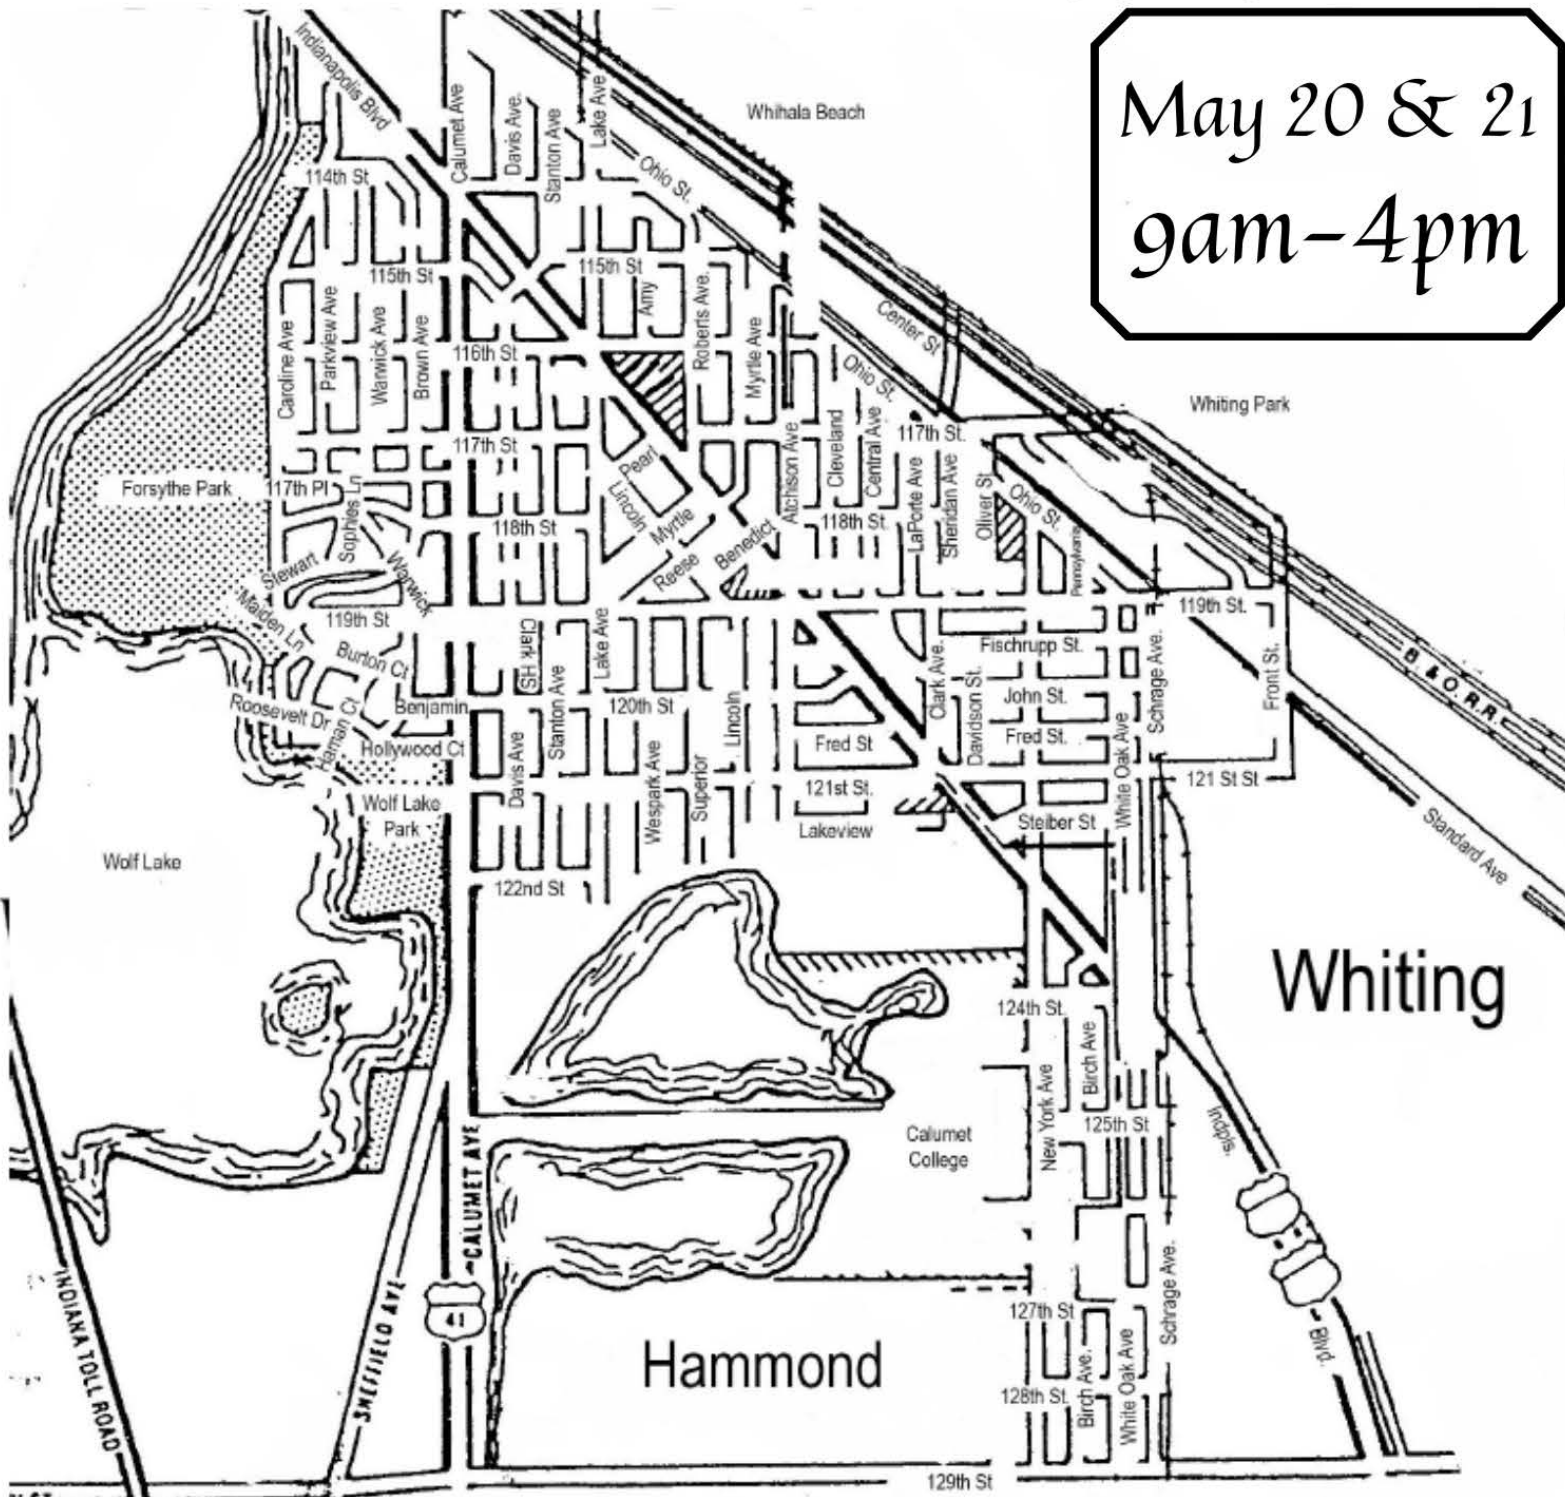 May 20 & 21
9am-4pm
Indianapolis Blvd
Calumet Ave
Davis Ave.
Stanton Ave
Lake Ave
Whihala Beach
Ohio St.
114th St
115th St
115th St
Amy
Roberts Ave.
Myrtle Ave
Center St
Ohio St.
Caroline Ave
Parkview Ave
Warwick Ave
Brown Ave
116th St
Whiting Park
117th St
Pearl
Lincoln
Myrtle
Reese
Benedict
Atchison Ave
Cleveland
Central Ave
117th St.
LaPorte Ave
Sheridan Ave
Oliver St
Ohio St.
Pennsylvania
Forsythe Park
117th Pl
Sophies Ln
118th St
118th St.
Stewart
Warwick
Maiden Ln
119th St
119th St.
Burton Ct
Clark HS
Lake Ave
Fischrupp St.
Clark Ave.
Davidson St.
John St.
Schrage Ave.
Front St.
B. & O. R.R.
Roosevelt Dr
Haman Ct
Benjamin
Hollywood Ct
Davis Ave
Stanton Ave
120th St
Wespark Ave
Superior
Lincoln
Fred St
Fred St.
White Oak Ave
121st St.
121 St St
Lakeview
Steiber St
Standard Ave
Wolf Lake
Park
Wolf Lake
122nd St
Whiting
124th St.
New York Ave
Birch Ave
125th St
Indpls.
Calumet
College
CALUMET AVE
INDIANA TOLL ROAD
SHEFFIELD AVE
41
Schrage Ave.
127th St
Blvd.
Hammond
128th St.
Birch Ave.
White Oak Ave
129th St